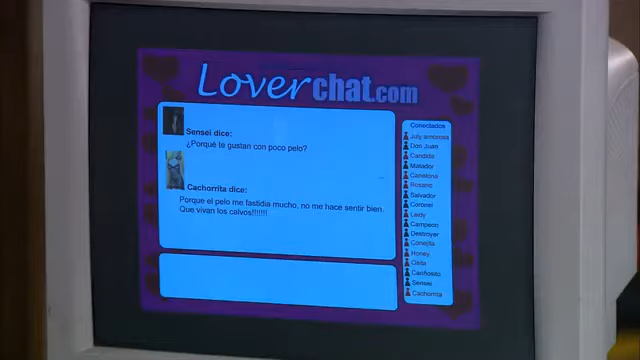 Loverchat.com
Sensei dice:
¿Porqué te gustan con poco pelo?
Cachorrita dice:
Porque el pelo me fastidia mucho, no me hace sentir bien.
Que vivan los calvos!!!!!!!
Conectados
July ambrosa
Don Juan
Candida
Matador
Canelona
Rosario
Salvador
Coronel
Leidy
Campeon
Destroyer
Conejita
Honey
Osita
Cariñosito
Sensei
Cachorrita